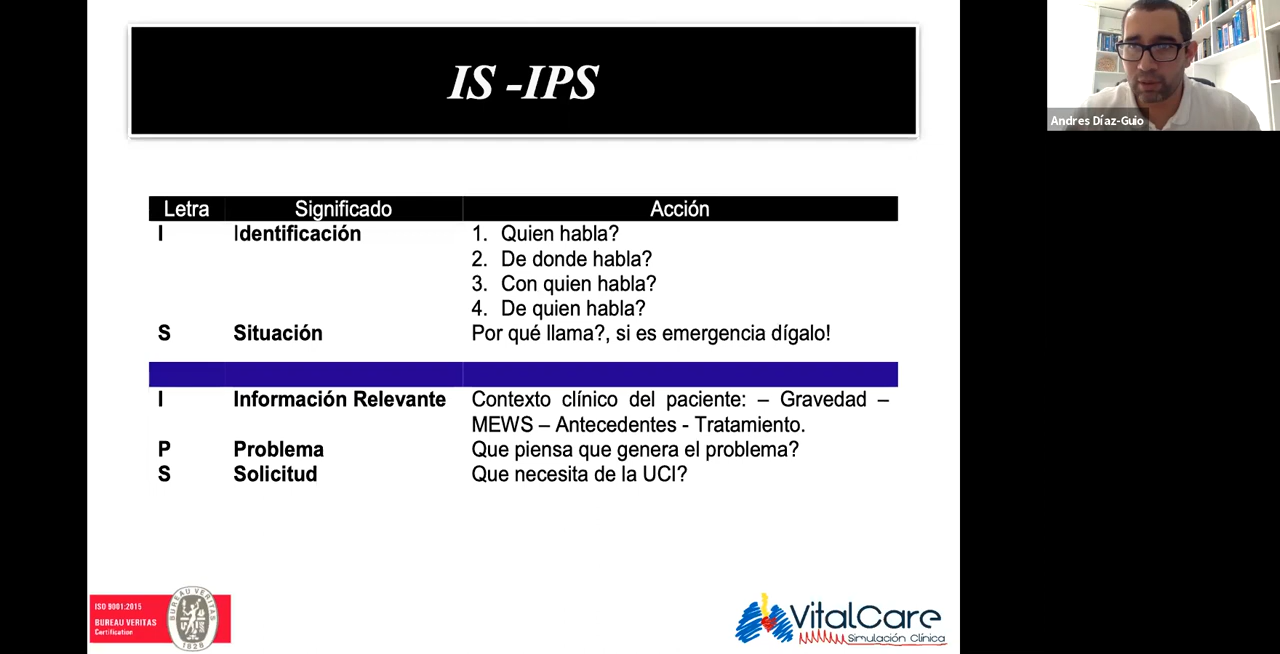 IS -IPS
Andres Díaz-Guio
Letra Significado Acción
I Identificación 1. Quien habla?
2. De donde habla?
3. Con quien habla?
4. De quien habla?
S Situación Por qué llama?, si es emergencia dígalo!
I Información Relevante Contexto clínico del paciente: – Gravedad –
MEWS – Antecedentes - Tratamiento.
P Problema Que piensa que genera el problema?
S Solicitud Que necesita de la UCI?
ISO 9001:2015
BUREAU VERITAS
Certification
BUREAU VERITAS
1828
VitalCare
Simulación Clínica